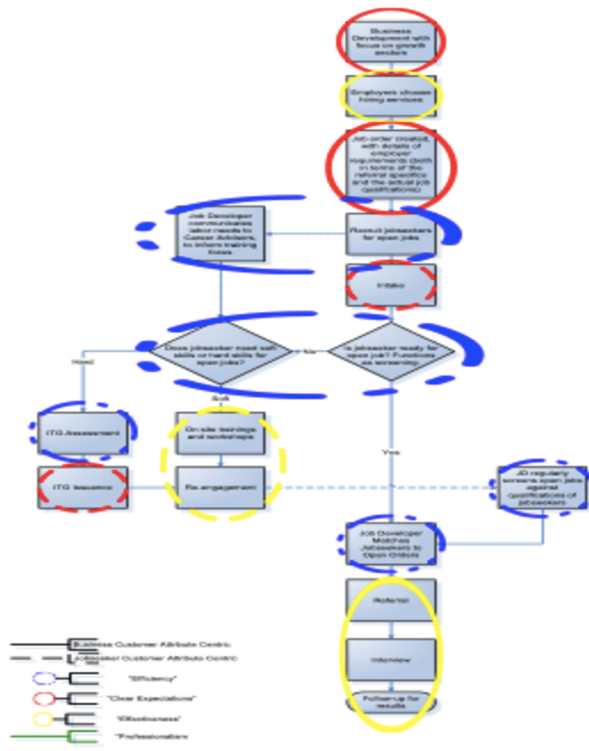 Business
Development with
focus on growth
sectors
Employers choose
hiring services
Job order created,
with details of
employer
requirements (both
in terms of the
referral specifics
and the actual job
qualifications)
Job Developer
communicates
labor needs to
Career Advisors,
to inform training
flows
Recruit jobseekers
for open jobs
Intake
Does jobseeker need soft
skills or hard skills for
open jobs?
No
Is jobseeker ready for
open job? Functions
as screening.
Hard
Soft
ITG Assessment
On site trainings
and workshops
Yes
ITG Issuance
Re-engagement
JD regularly
screens open jobs
against
qualifications of
jobseekers
Job Developer
Matches
Jobseekers to
Open Orders
Referral
Interview
Follow-up for
results
Business Customer Attribute Centric
Jobseeker Customer Attribute Centric
"Efficiency"
"Clear Expectations"
"Effectiveness"
"Professionalism